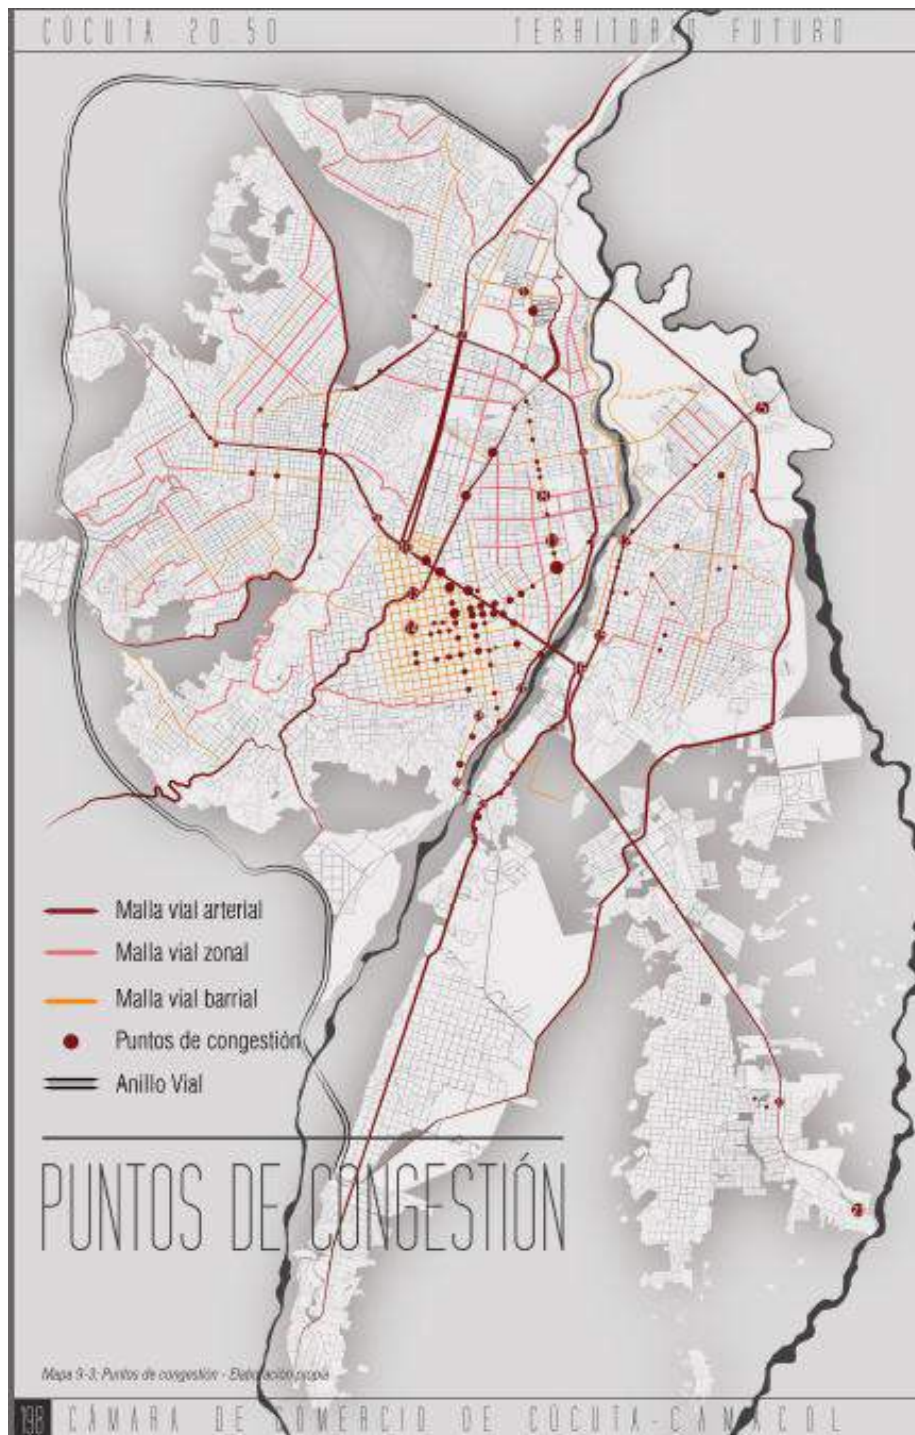 CÚCUTA 20.50 TERRITORIO FUTURO
Malla vial arterial
Malla vial zonal
Malla vial barrial
Puntos de congestión
Anillo Vial
PUNTOS DE CONGESTIÓN
Mapa 9-3: Puntos de congestión - Elaboración propia
198 CÁMARA DE COMERCIO DE CÚCUTA-CAMACOL